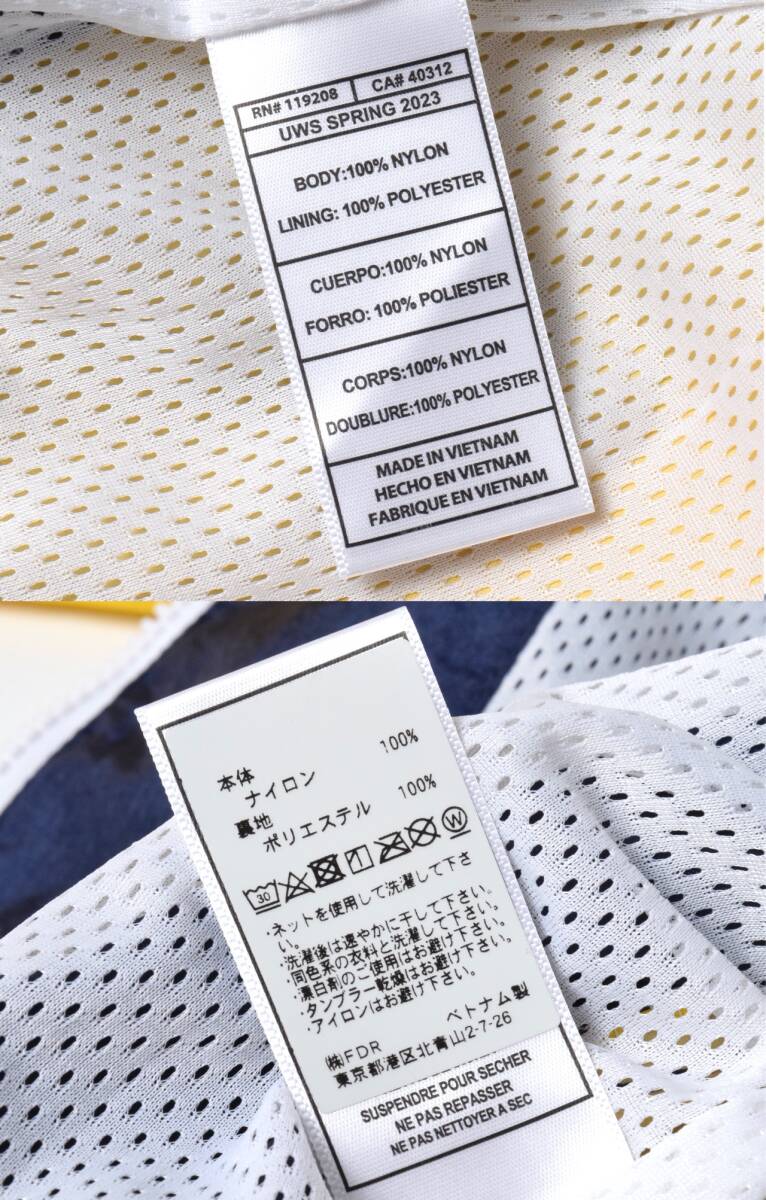 RN# 119208 CA# 40312
UWS SPRING 2023
BODY:100% NYLON
LINING: 100% POLYESTER
CUERPO:100% NYLON
FORRO: 100% POLIESTER
CORPS:100% NYLON
DOUBLURE:100% POLYESTER
MADE IN VIETNAM
HECHO EN VIETNAM
FABRIQUE EN VIETNAM
本体
ナイロン 100%
裏地
ポリエステル 100%
30 W
・ネットを使用して洗濯して下さ
い。
・洗濯後は速やかに干して下さい。
・同色系の衣料と洗濯して下さい。
・漂白剤のご使用はお避け下さい。
・タンブラー乾燥はお避け下さい。
・アイロンはお避け下さい。
ベトナム製
㈱FDR
東京都港区北青山2-7-26
SUSPENDRE POUR SECHER
NE PAS REPASSER
NE PAS NETTOYER A SEC